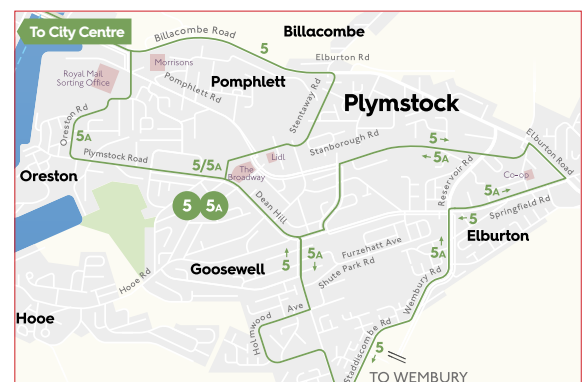 To City Centre
Billacombe Road
Billacombe
5
Elburton Rd
Morrisons
Royal Mail
Sorting Office
Pomphlett
Pomphlett Rd
Stentaway Rd
Plymstock
Oreston Rd
5A
Plymstock Road
5/5A
Lidl
The
Broadway
Stanborough Rd
5
5A
Elburton Road
Oreston
5 5A
Dean Hill
Reservoir Rd
Co-op
5A
5
Springfield Rd
Elburton
5
5A
Furzehatt Ave
Shute Park Rd
5A
Goosewell
Hooe Rd
Wembury Rd
Hooe
Holmwood Ave
Staddiscombe Rd
5
TO WEMBURY